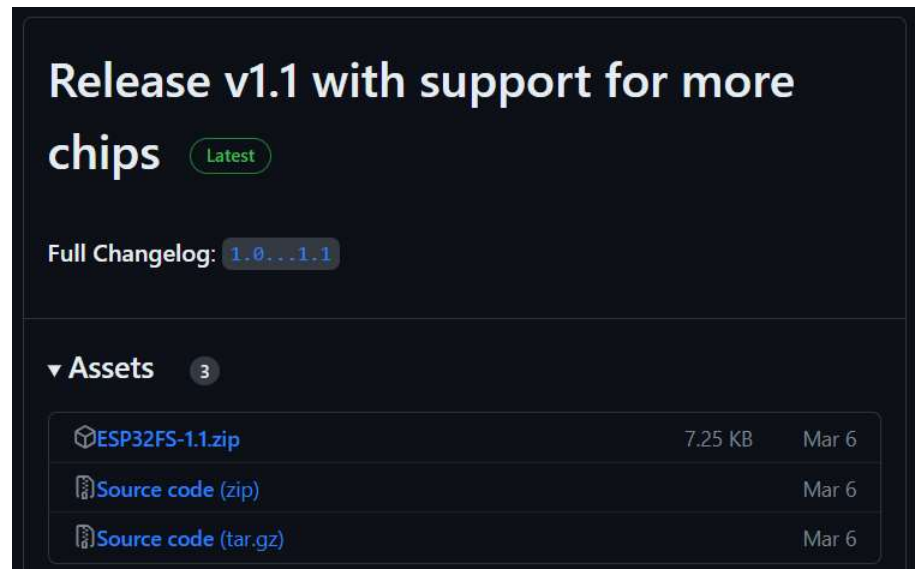 Release v1.1 with support for more
chips Latest
Full Changelog: 1.0...1.1
Assets 3
ESP32FS-1.1.zip 7.25 KB Mar 6
Source code (zip) Mar 6
Source code (tar.gz) Mar 6